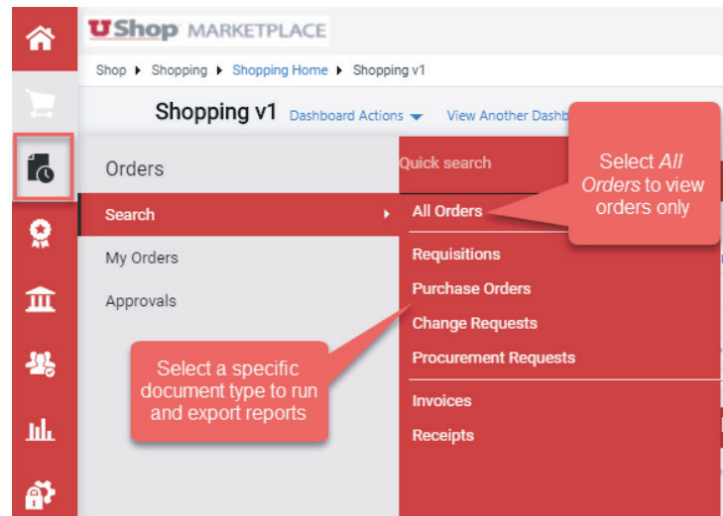 UShop MARKETPLACE
Shop ▸ Shopping ▸ Shopping Home ▸ Shopping v1
Shopping v1 Dashboard Actions View Another Dashb
Orders
Search
My Orders
Approvals
Quick search
All Orders
Requisitions
Purchase Orders
Change Requests
Procurement Requests
Invoices
Receipts
Select All
Orders to view
orders only
Select a specific
document type to run
and export reports